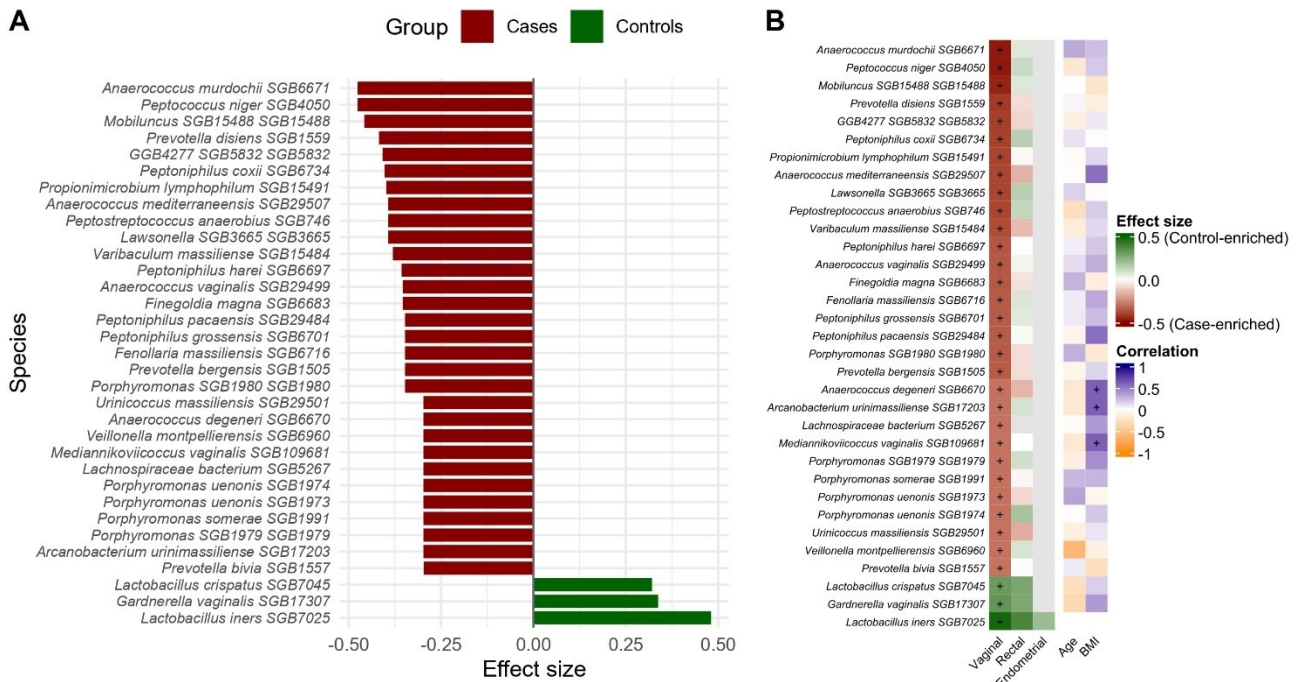 A
Group
Cases
Controls
Species
-0.50
-0.25
0.00
0.25
0.50
Anaerococcus murdochii SGB6671
Peptococcus niger SGB4050
Mobiluncus SGB15488 SGB15488
Prevotella disiens SGB1559
GGB4277 SGB5832 SGB5832
Peptoniphilus coxii SGB6734
Propionimicrobium lymphophilum SGB15491
Anaerococcus mediterraneensis SGB29507
Peptostreptococcus anaerobius SGB746
Lawsonella SGB3665 SGB3665
Varibaculum massiliense SGB15484
Peptoniphilus harei SGB6697
Anaerococcus vaginalis SGB29499
Finegoldia magna SGB6683
Peptoniphilus pacaensis SGB29484
Peptoniphilus grossensis SGB6701
Fenollaria massiliensis SGB6716
Prevotella bergensis SGB1505
Porphyromonas SGB1980 SGB1980
Urinicoccus massiliensis SGB29501
Anaerococcus degeneri SGB6670
Veillonella montpellierensis SGB6960
Mediannikoviicoccus vaginalis SGB109681
Lachnospiraceae bacterium SGB5267
Porphyromonas uenonis SGB1974
Porphyromonas uenonis SGB1973
Porphyromonas somerae SGB1991
Porphyromonas SGB1979 SGB1979
Arcanobacterium urinimassiliense SGB17203
Prevotella bivia SGB1557
Lactobacillus crispatus SGB7045
Gardnerella vaginalis SGB17307
Lactobacillus iners SGB7025
-0.50
-0.25
0.00
0.25
0.50
Effect size
B
Anaerococcus murdochii SGB6671 +
Peptococcus niger SGB4050 +
Mobiluncus SGB15488 SGB15488 +
Prevotella disiens SGB1559 +
GGB4277 SGB5832 SGB5832 +
Peptoniphilus coxii SGB6734 +
Propionimicrobium lymphophilum SGB15491 +
Anaerococcus mediterraneensis SGB29507 +
Lawsonella SGB3665 SGB3665 +
Peptostreptococcus anaerobius SGB746 +
Varibaculum massiliense SGB15484 +
Peptoniphilus harei SGB6697 +
Anaerococcus vaginalis SGB29499 +
Finegoldia magna SGB6683 +
Fenollaria massiliensis SGB6716 +
Peptoniphilus grossensis SGB6701 +
Peptoniphilus pacaensis SGB29484 +
Porphyromonas SGB1980 SGB1980 +
Prevotella bergensis SGB1505 +
Anaerococcus degeneri SGB6670 + +
Arcanobacterium urinimassiliense SGB17203 + +
Lachnospiraceae bacterium SGB5267 +
Mediannikoviicoccus vaginalis SGB109681 + +
Porphyromonas SGB1979 SGB1979 +
Porphyromonas somerae SGB1991 +
Porphyromonas uenonis SGB1973 +
Porphyromonas uenonis SGB1974 +
Urinicoccus massiliensis SGB29501 +
Veillonella montpellierensis SGB6960 +
Prevotella bivia SGB1557 +
Lactobacillus crispatus SGB7045 +
Gardnerella vaginalis SGB17307 +
Lactobacillus iners SGB7025 +
Vaginal
Rectal
Endometrial
Age
BMI
Effect size
0.5 (Control-enriched)
0.0
-0.5 (Case-enriched)
Correlation
1
0.5
0
-0.5
-1